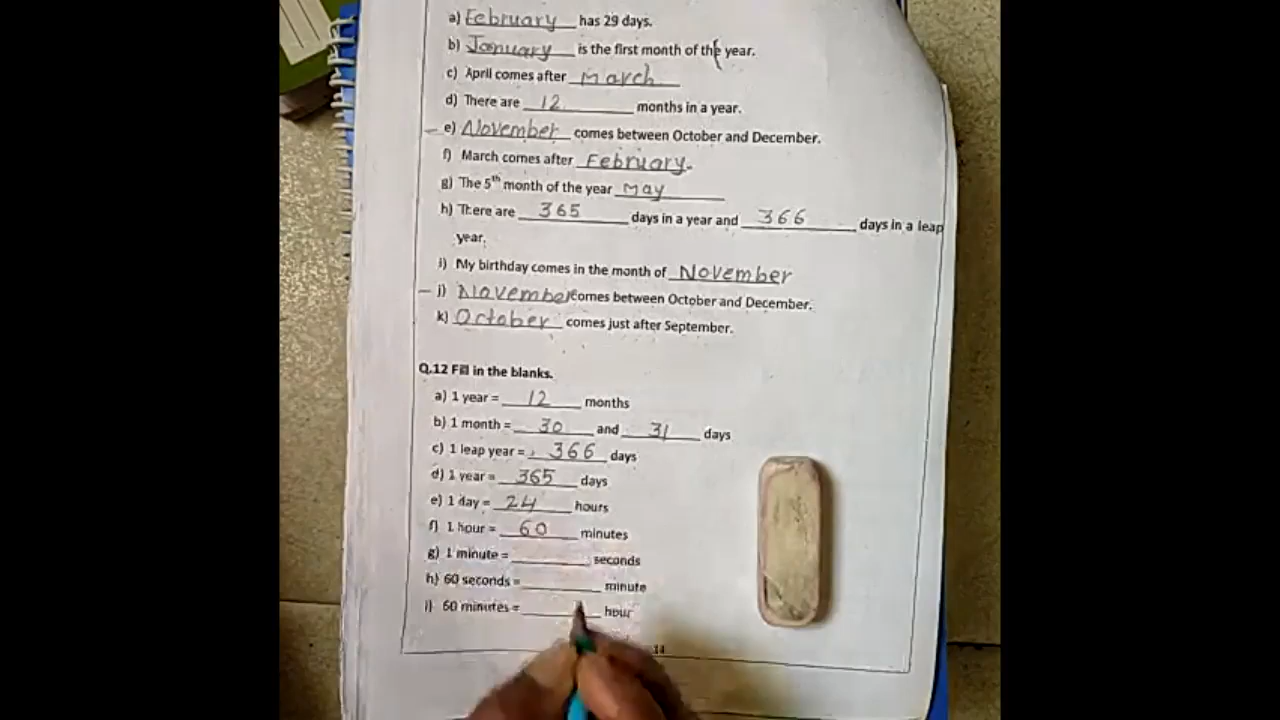 a) February has 29 days.
b) January is the first month of the year.
c) April comes after March
d) There are 12 months in a year.
e) November comes between October and December.
f) March comes after February.
g) The 5th month of the year May
h) There are 365 days in a year and 366 days in a leap
year.
i) My birthday comes in the month of November
j) November comes between October and December.
k) October comes just after September.
Q.12 Fill in the blanks.
a) 1 year = 12 months
b) 1 month = 30 and 31 days
c) 1 leap year = 366 days
d) 1 year = 365 days
e) 1 day = 24 hours
f) 1 hour = 60 minutes
g) 1 minute = ________ seconds
h) 60 seconds = ________ minute
i) 60 minutes = ________ hour
14